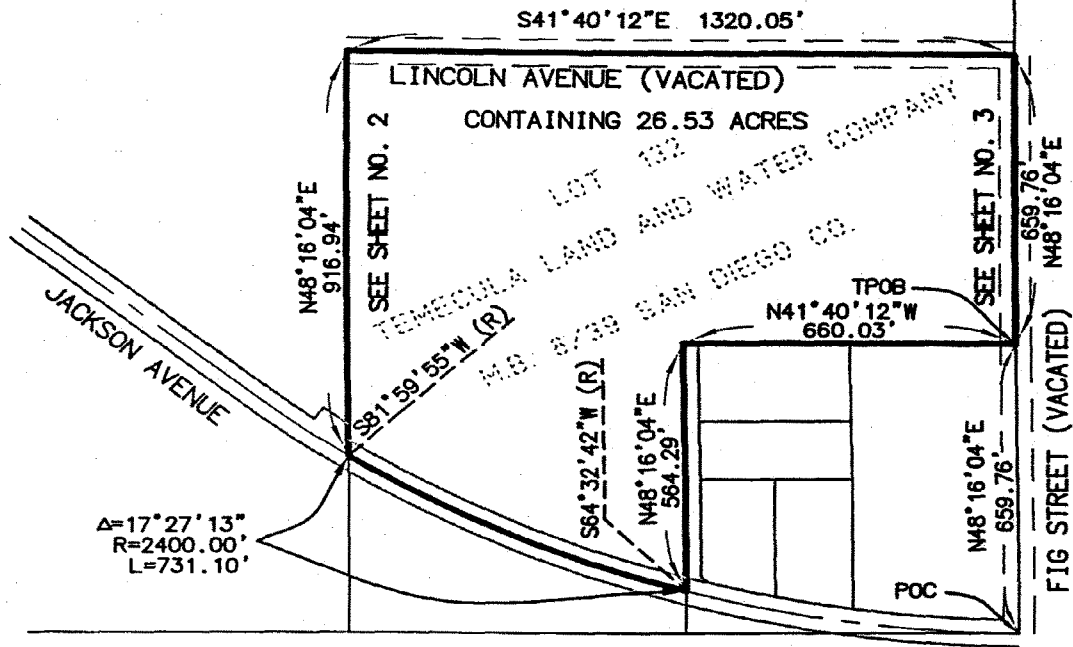 S41°40'12"E 1320.05'
LINCOLN AVENUE (VACATED)
CONTAINING 26.53 ACRES
LOT 132
TEMECULA LAND AND WATER COMPANY
M.B. 8/39 SAN DIEGO CO.
N48°16'04"E
916.94'
SEE SHEET NO. 2
SEE SHEET NO. 3
659.76'
N48°16'04"E
TPOB
N41°40'12"W
660.03'
JACKSON AVENUE
S81°59'55"W (R)
S64°32'42"W (R)
N48°16'04"E
564.29'
N48°16'04"E
659.76'
FIG STREET (VACATED)
Δ=17°27'13"
R=2400.00'
L=731.10'
POC